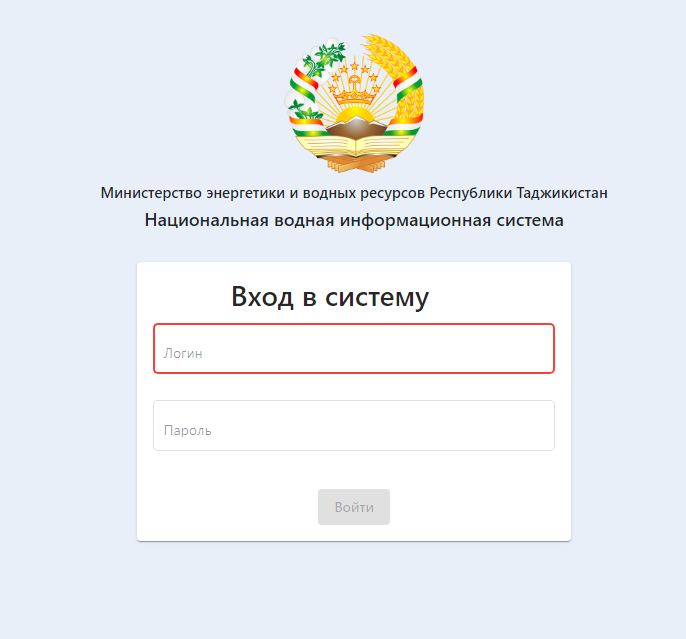 Министерство энергетики и водных ресурсов Республики Таджикистан
Национальная водная информационная система
Вход в систему
Логин
Пароль
Войти